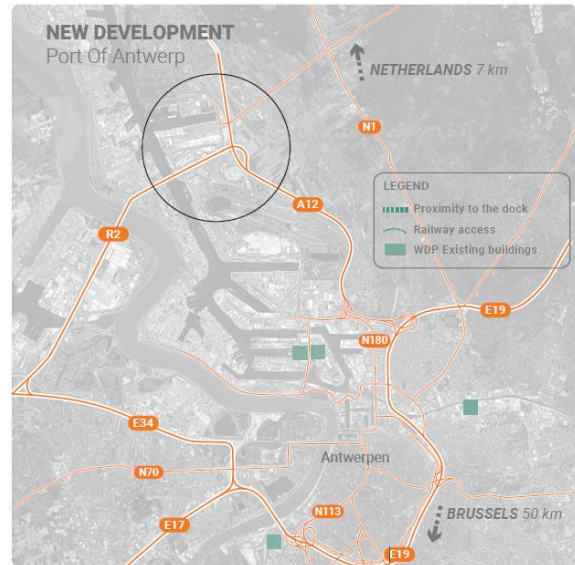 NEW DEVELOPMENT
Port Of Antwerp
NETHERLANDS 7 km
N1
LEGEND
Proximity to the dock
Railway access
WDP Existing buildings
A12
R2
E19
N180
E34
Antwerpen
N70
N113
BRUSSELS 50 km
E17
E19